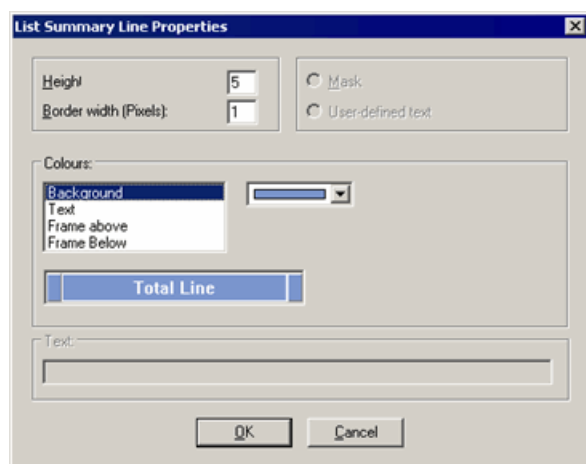 List Summary Line Properties
Height 5
Border width (Pixels): 1
Mask
User-defined text
Colours:
Background
Text
Frame above
Frame Below
Total Line
Text:
OK
Cancel